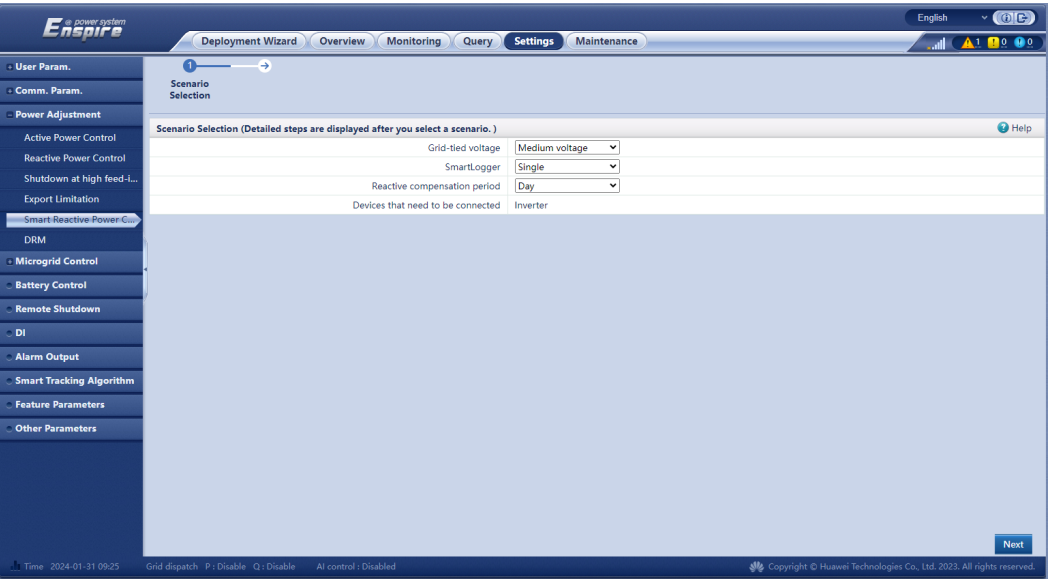 English
@ power system
Enspire
Deployment Wizard
Overview
Monitoring
Query
Settings
Maintenance
1
0
0
User Param.
Comm. Param.
Power Adjustment
Active Power Control
Reactive Power Control
Shutdown at high feed-i...
Export Limitation
Smart Reactive Power C...
DRM
Microgrid Control
Battery Control
Remote Shutdown
DI
Alarm Output
Smart Tracking Algorithm
Feature Parameters
Other Parameters
1
Scenario
Selection
Scenario Selection (Detailed steps are displayed after you select a scenario. )
Help
Grid-tied voltage Medium voltage
SmartLogger Single
Reactive compensation period Day
Devices that need to be connected Inverter
Next
Time 2024-01-31 09:25
Grid dispatch P : Disable Q : Disable
AI control : Disabled
Copyright © Huawei Technologies Co., Ltd. 2023. All rights reserved.